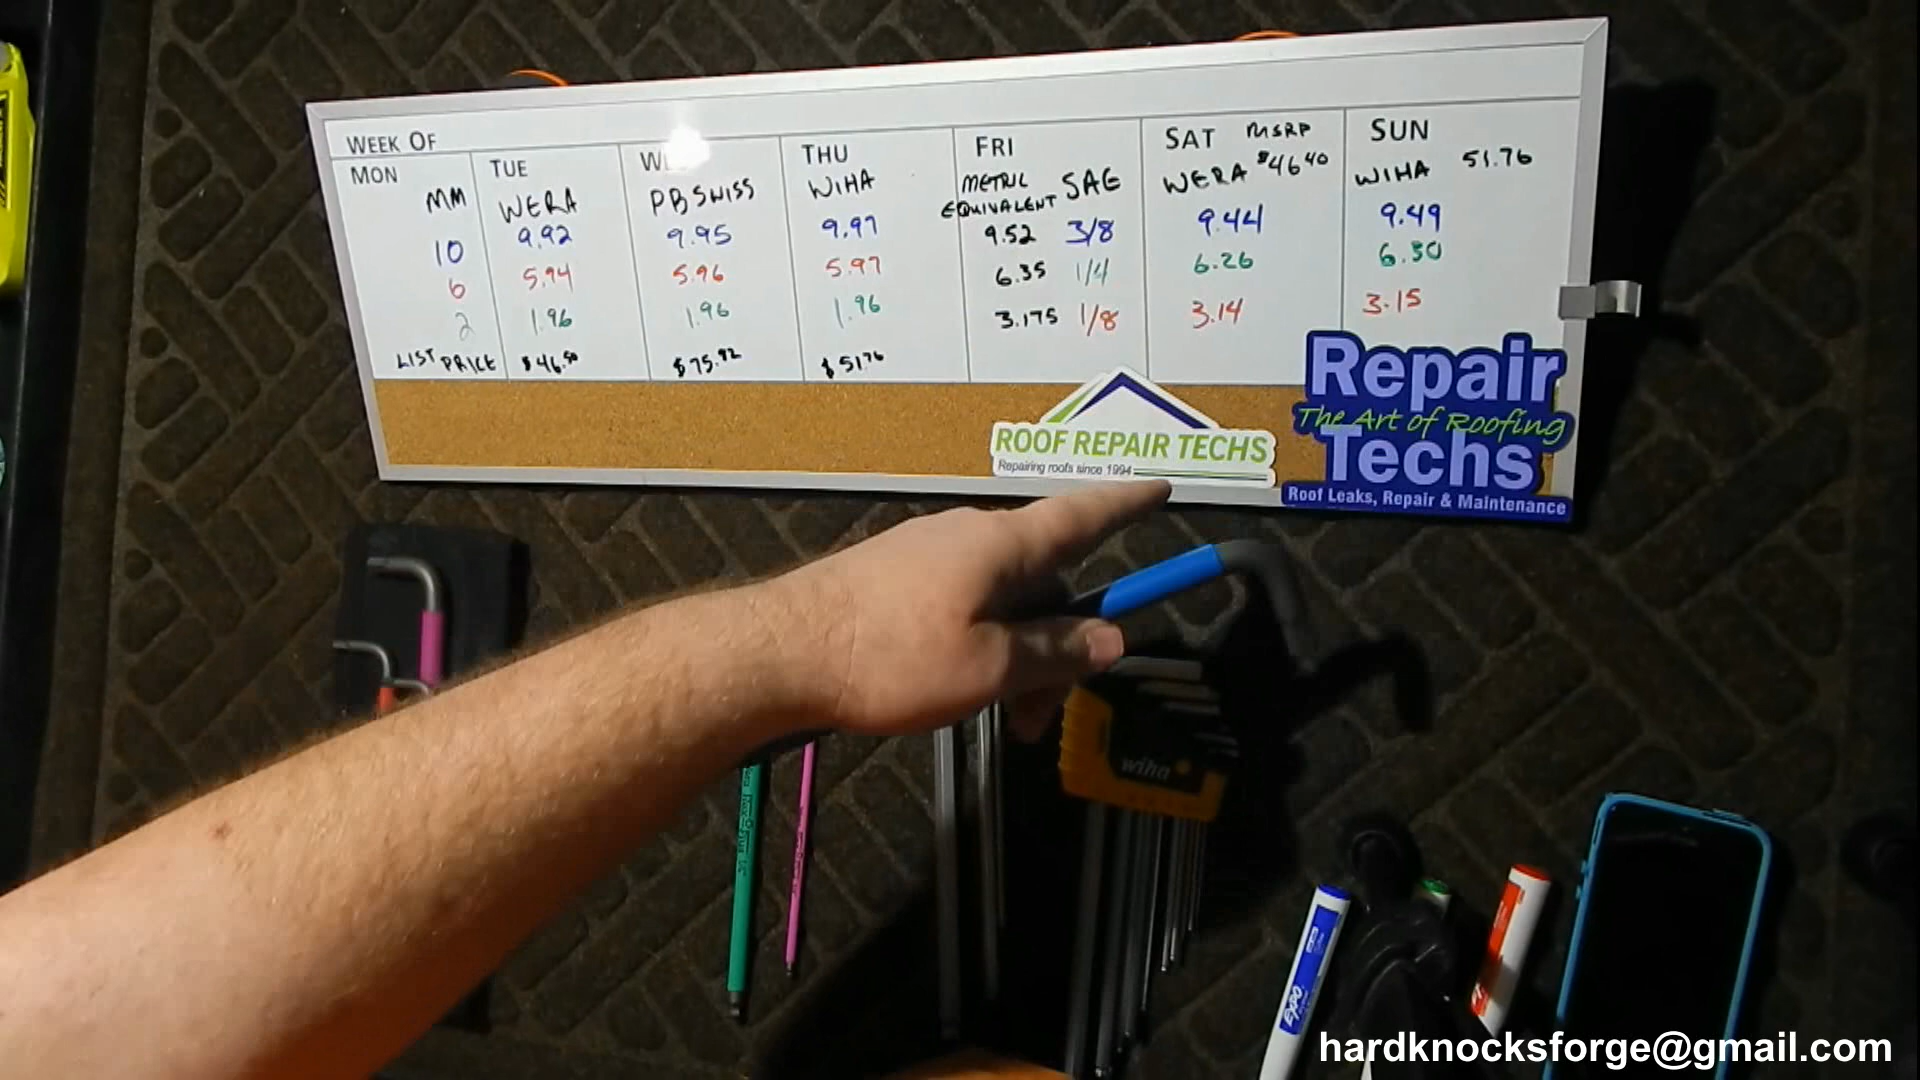 WEEK OF
MON
MM
10
6
2
LIST PRICE
TUE
WERA
9.92
5.94
1.96
$46.50
PB SWISS
9.95
5.96
1.96
$75.92
THU
WIHA
9.97
5.97
1.96
$51.76
FRI
METRIC EQUIVALENT SAE
9.52 3/8
6.35 1/4
3.175 1/8
SAT MSRP
WERA $46.40
9.44
6.26
3.14
SUN
WIHA 51.76
9.49
6.30
3.15
ROOF REPAIR TECHS
Repairing roofs since 1994
Repair
The Art of Roofing
Techs
Roof Leaks, Repair & Maintenance
wiha
EXPO
hardknocksforge@gmail.com